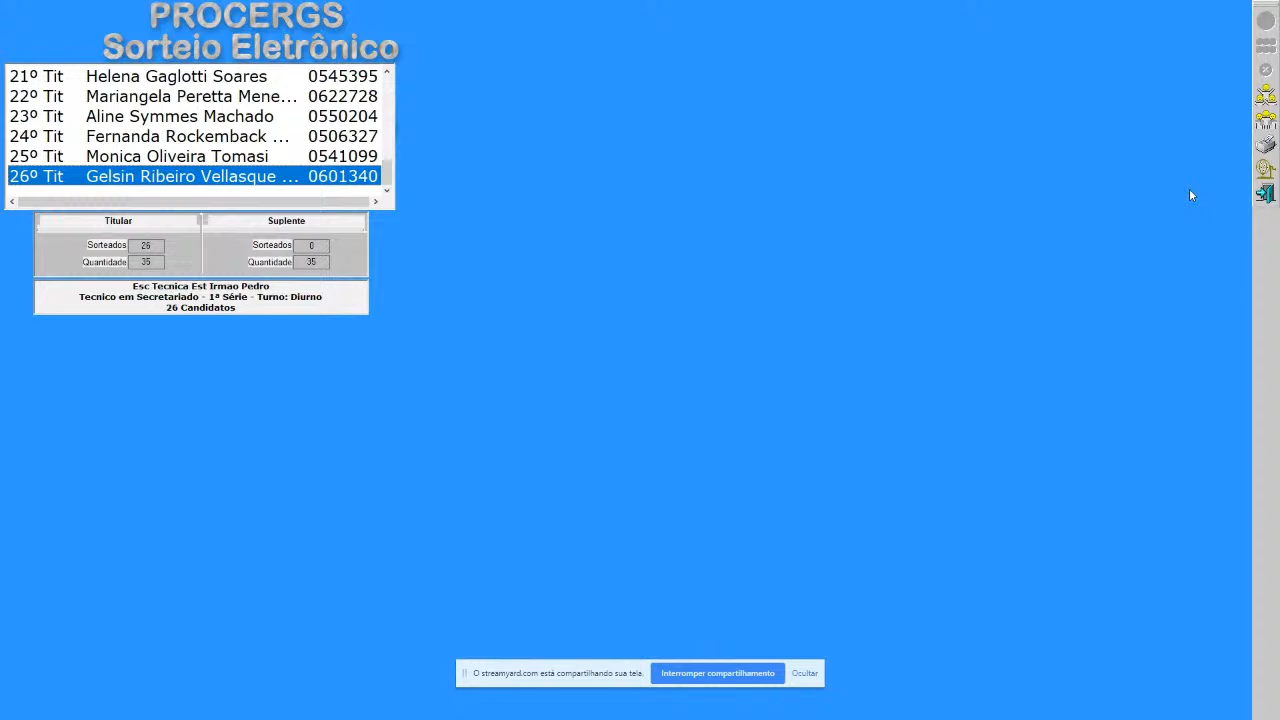 PROCERGS
Sorteio Eletrônico
21º Tit Helena Gaglotti Soares 0545395
22º Tit Mariangela Peretta Mene... 0622728
23º Tit Aline Symmes Machado 0550204
24º Tit Fernanda Rockemback ... 0506327
25º Tit Monica Oliveira Tomasi 0541099
26º Tit Gelsin Ribeiro Vellasque ... 0601340
Titular Suplente
Sorteados 26 Sorteados 0
Quantidade 35 Quantidade 35
Esc Tecnica Est Irmao Pedro
Tecnico em Secretariado - 1ª Série - Turno: Diurno
26 Candidatos
O streamyard.com está compartilhando sua tela. Interromper compartilhamento Ocultar